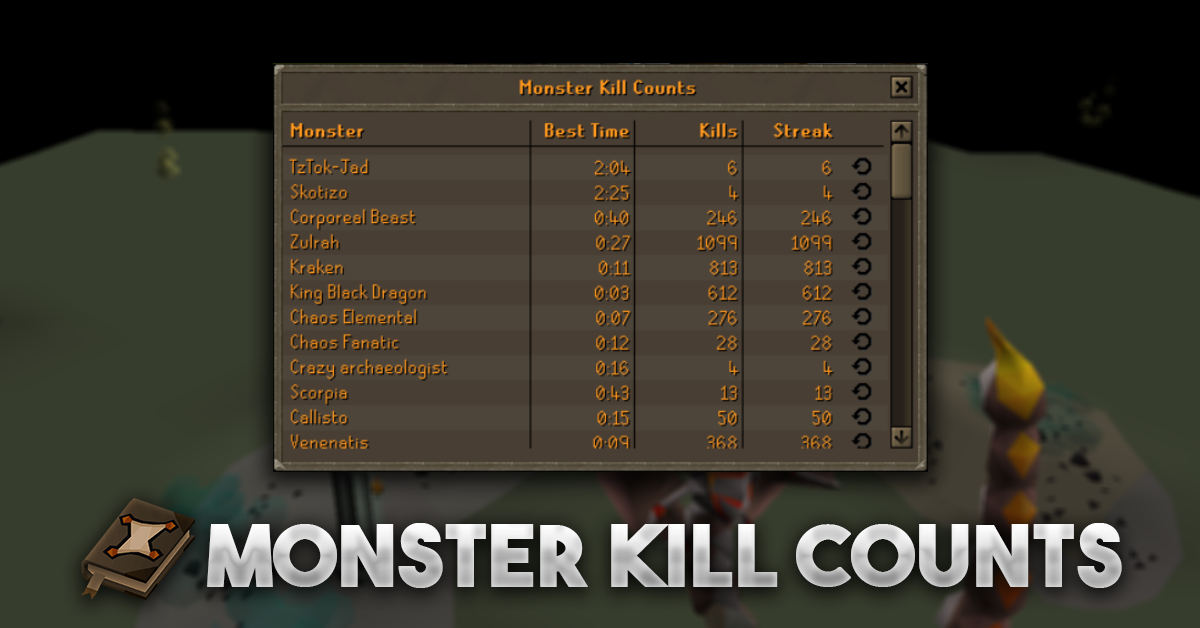 Monster Kill Counts
Monster Best Time Kills Streak
TzTok-Jad 2:04 6 6
Skotizo 2:25 4 4
Corporeal Beast 0:40 246 246
Zulrah 0:27 1099 1099
Kraken 0:11 813 813
King Black Dragon 0:03 612 612
Chaos Elemental 0:07 276 276
Chaos Fanatic 0:12 28 28
Crazy archaeologist 0:16 4 4
Scorpia 0:43 13 13
Callisto 0:15 50 50
Venenatis 0:09 368 368
MONSTER KILL COUNTS